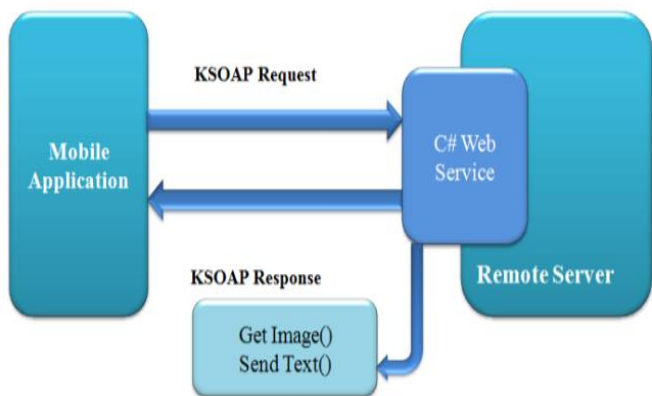 KSOAP Request
Mobile
Application
C# Web
Service
KSOAP Response
Remote Server
Get Image()
Send Text()